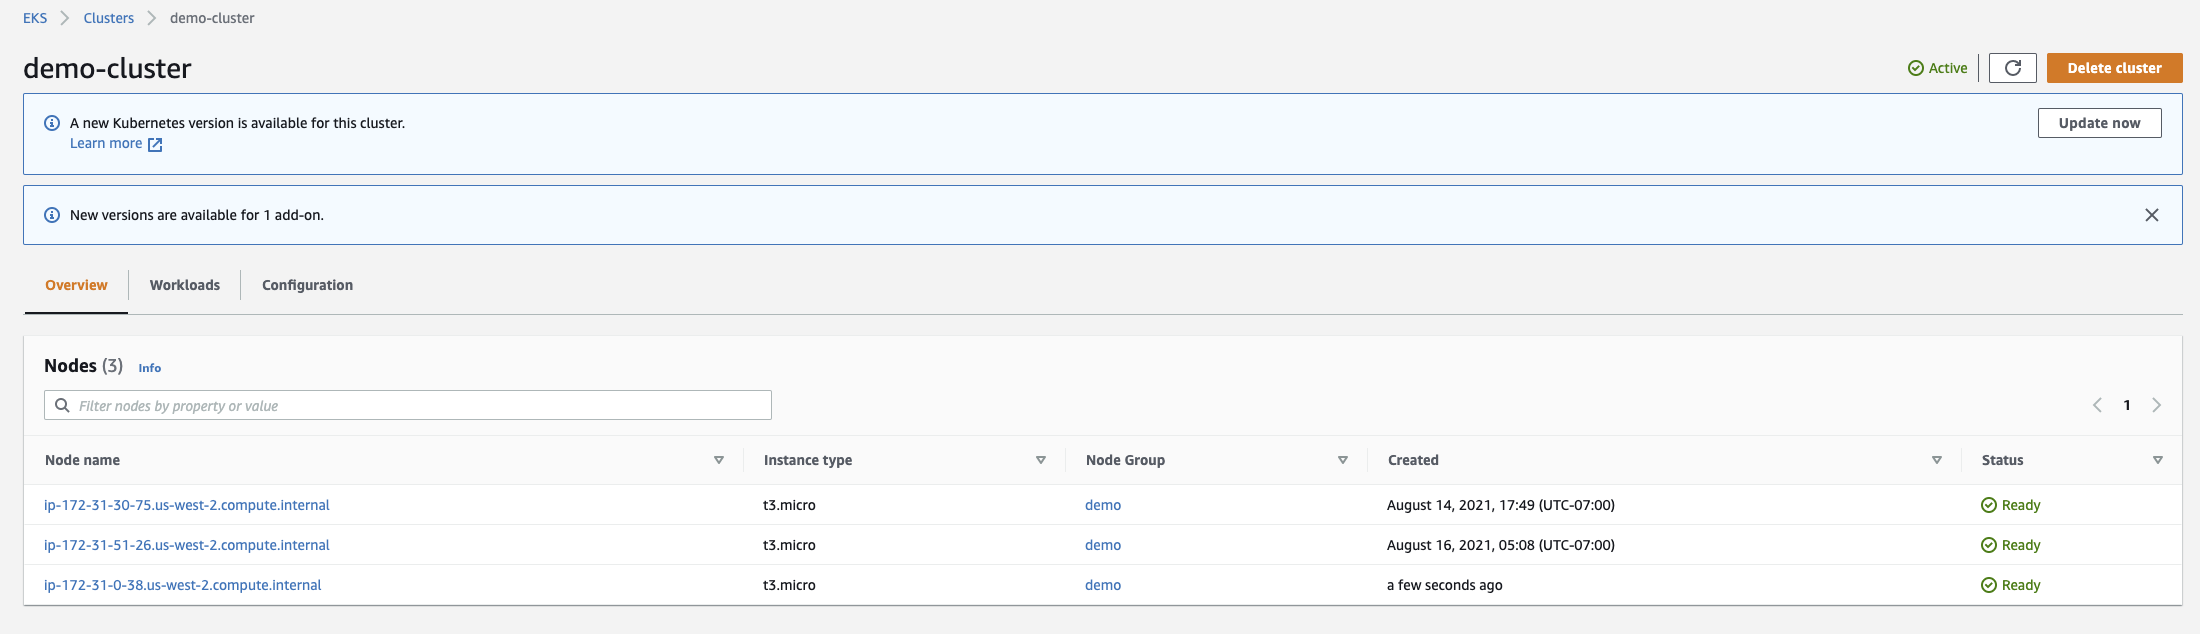 EKS Clusters demo-cluster
demo-cluster
Active
Delete cluster
A new Kubernetes version is available for this cluster.
Learn more
Update now
New versions are available for 1 add-on.
Overview Workloads Configuration
Nodes (3) Info
Filter nodes by property or value
1
Node name Instance type Node Group Created Status
ip-172-31-30-75.us-west-2.compute.internal t3.micro demo August 14, 2021, 17:49 (UTC-07:00) Ready
ip-172-31-51-26.us-west-2.compute.internal t3.micro demo August 16, 2021, 05:08 (UTC-07:00) Ready
ip-172-31-0-38.us-west-2.compute.internal t3.micro demo a few seconds ago Ready